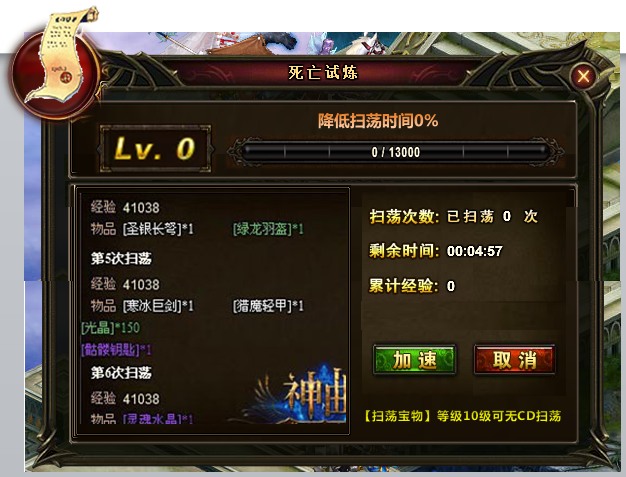 死亡试炼
降低扫荡时间0%
Lv. 0
0 / 13000
经验 41038
物品 [圣银长弩]*1 [绿龙羽盔]*1
第5次扫荡
经验 41038
物品 [寒冰巨剑]*1 [猎魔轻甲]*1
[光晶]*150
[骷髅钥匙]*1
第6次扫荡
经验 41038
物品 [灵魂水晶]*1
神曲
扫荡次数: 已扫荡 0 次
剩余时间: 00:04:57
累计经验: 0
加速 取消
【扫荡宝物】等级10级可无CD扫荡